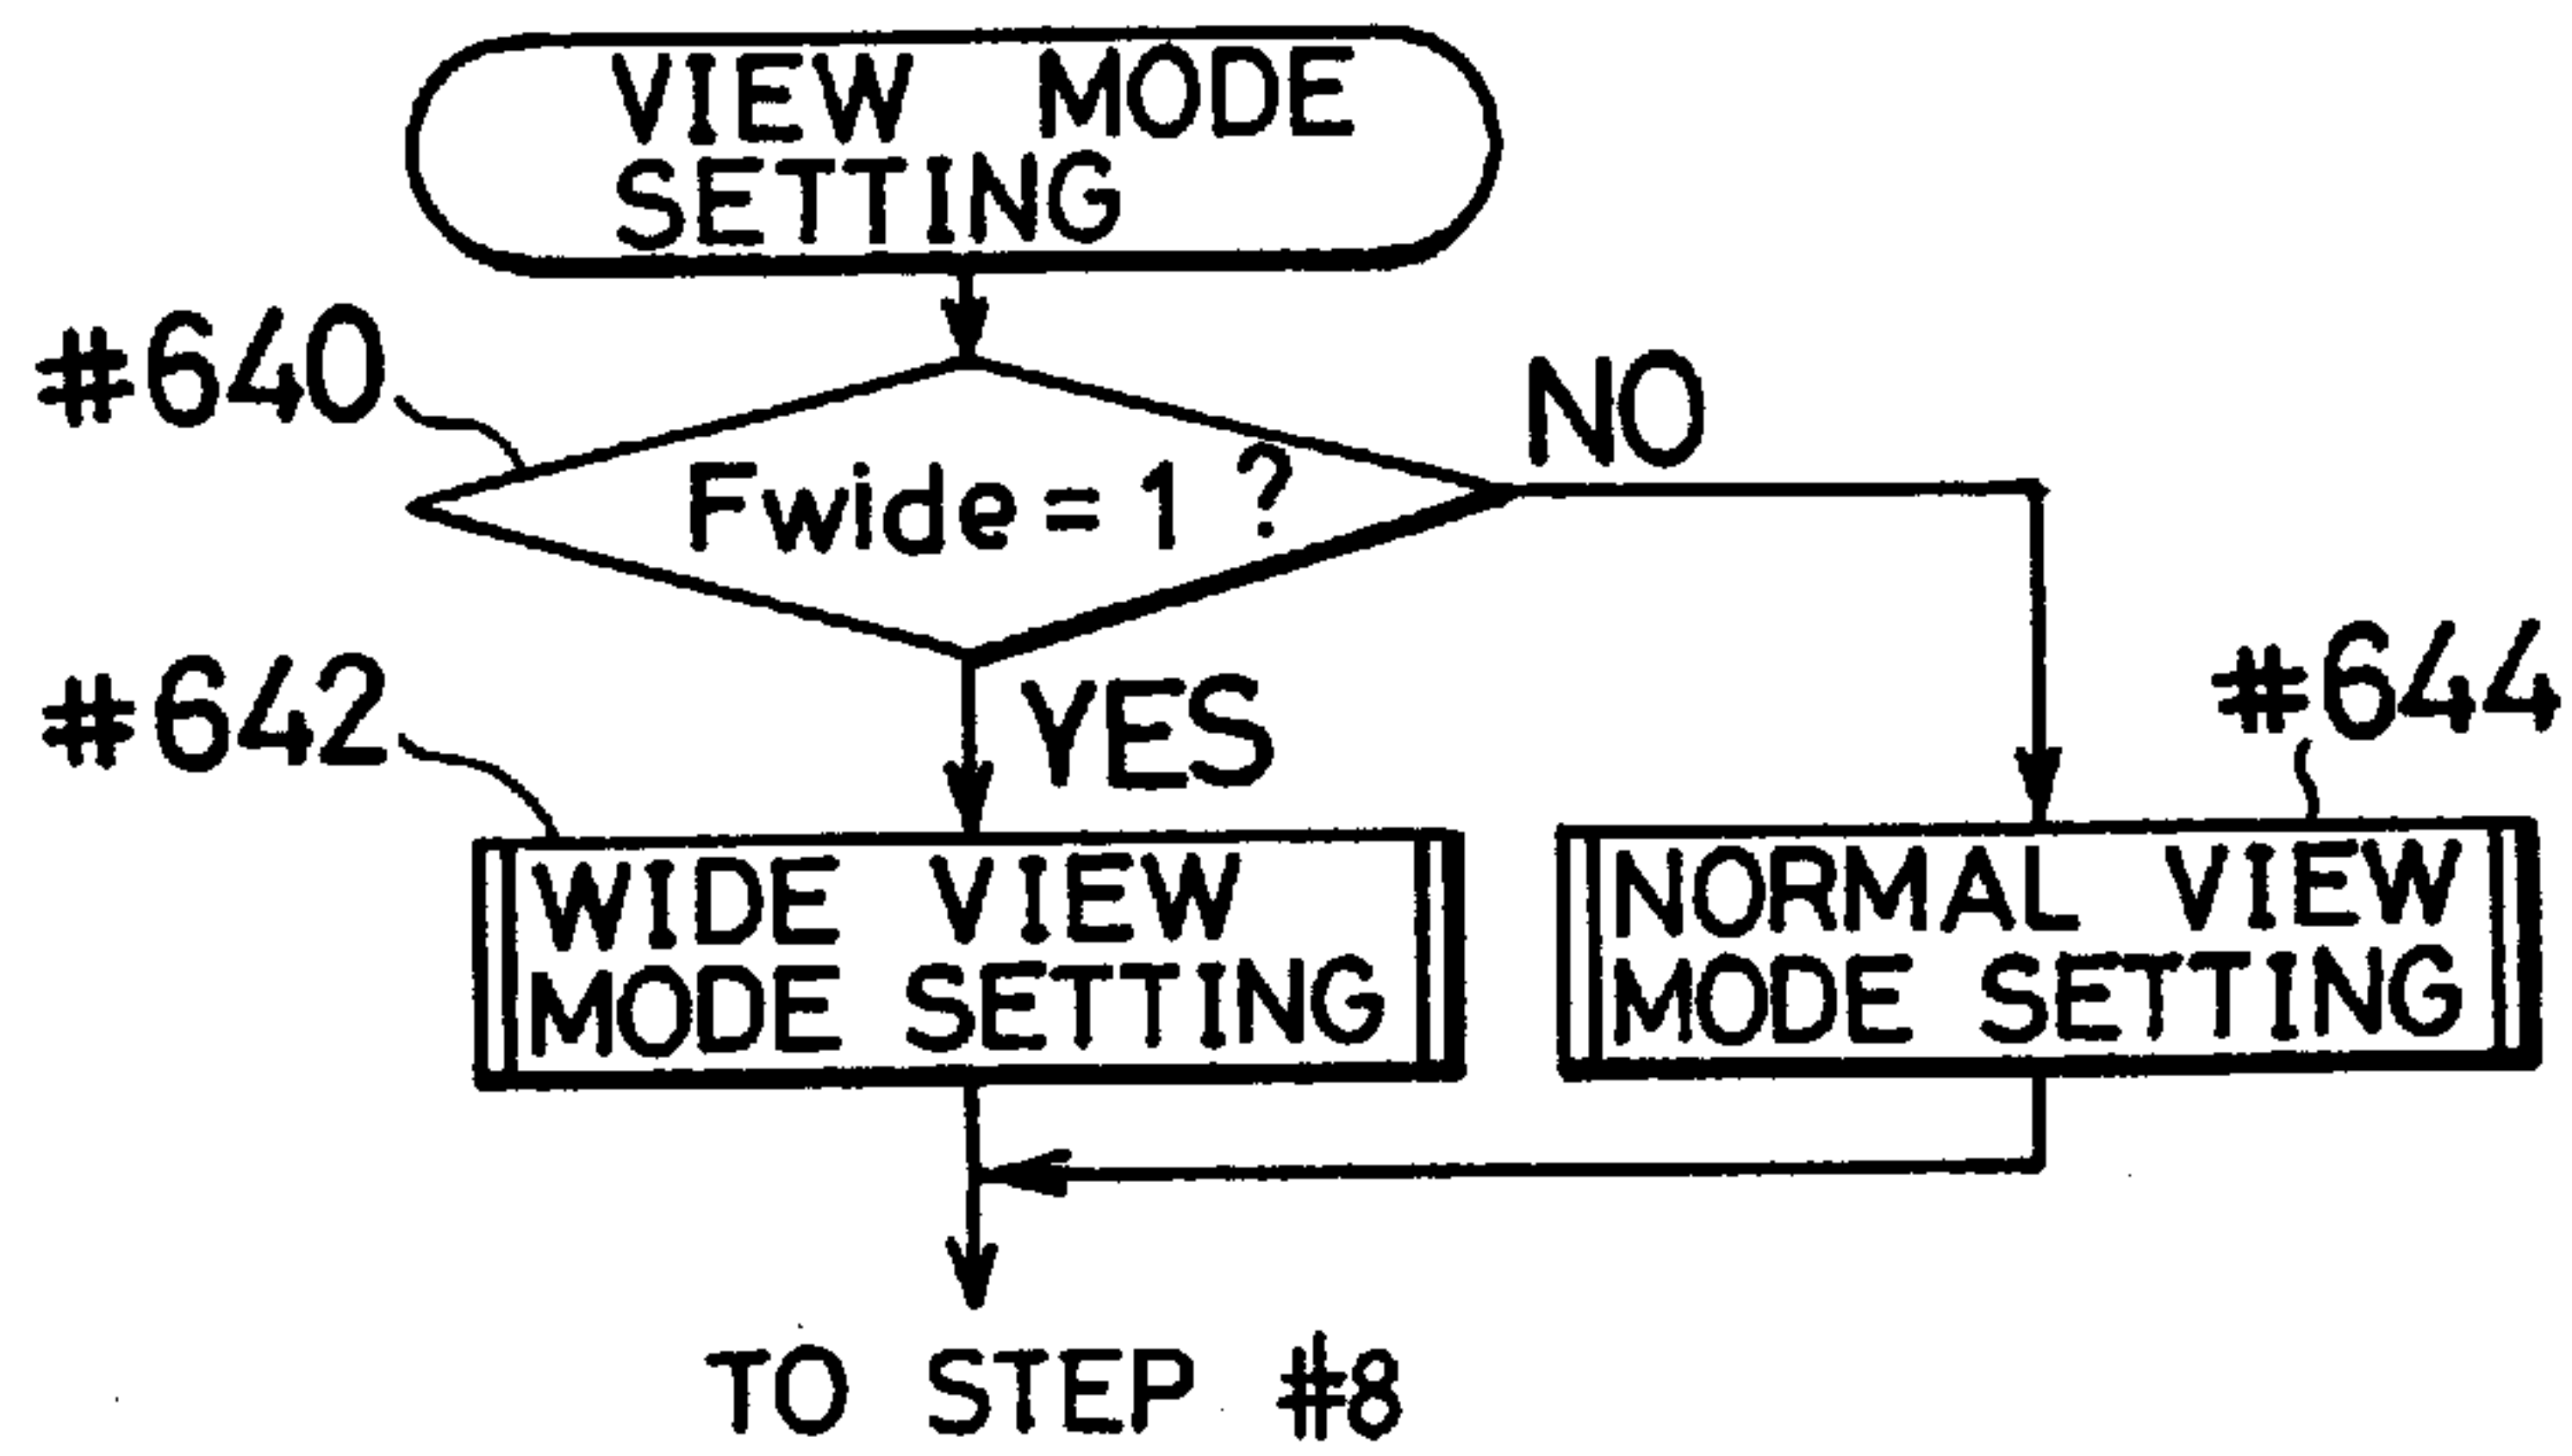 VIEW MODE
SETTING
#640
NO
Fwide = 1 ?
#642
YES
#644
WIDE VIEW
MODE SETTING
NORMAL VIEW
MODE SETTING
TO STEP #8